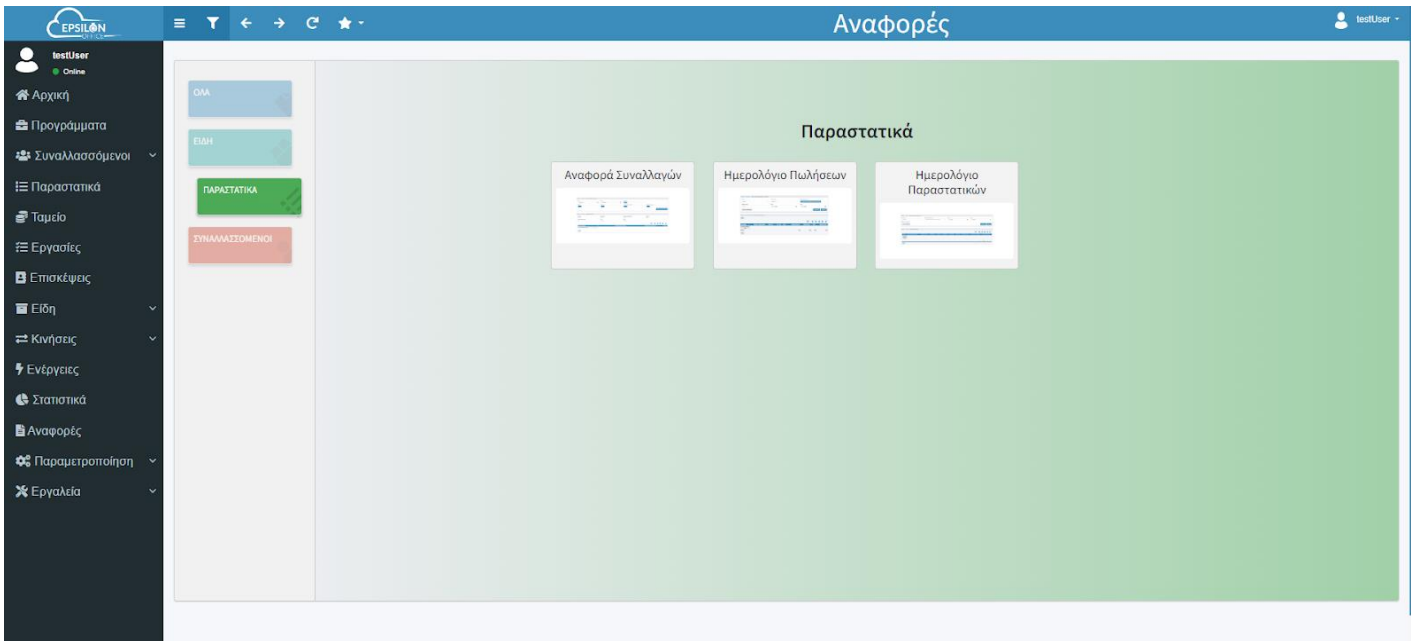 EPSILON
OFFICE
Αναφορές
testUser
testUser
Online
Αρχική
Προγράμματα
Συναλλασσόμενοι
Παραστατικά
Ταμείο
Εργασίες
Επισκέψεις
Είδη
Κινήσεις
Ενέργειες
Στατιστικά
Αναφορές
Παραμετροποίηση
Εργαλεία
ΟΛΑ
ΕΙΔΗ
ΠΑΡΑΣΤΑΤΙΚΑ
ΣΥΝΑΛΛΑΣΣΟΜΕΝΟΙ
Παραστατικά
Αναφορά Συναλλαγών
Ημερολόγιο Πωλήσεων
Ημερολόγιο
Παραστατικών